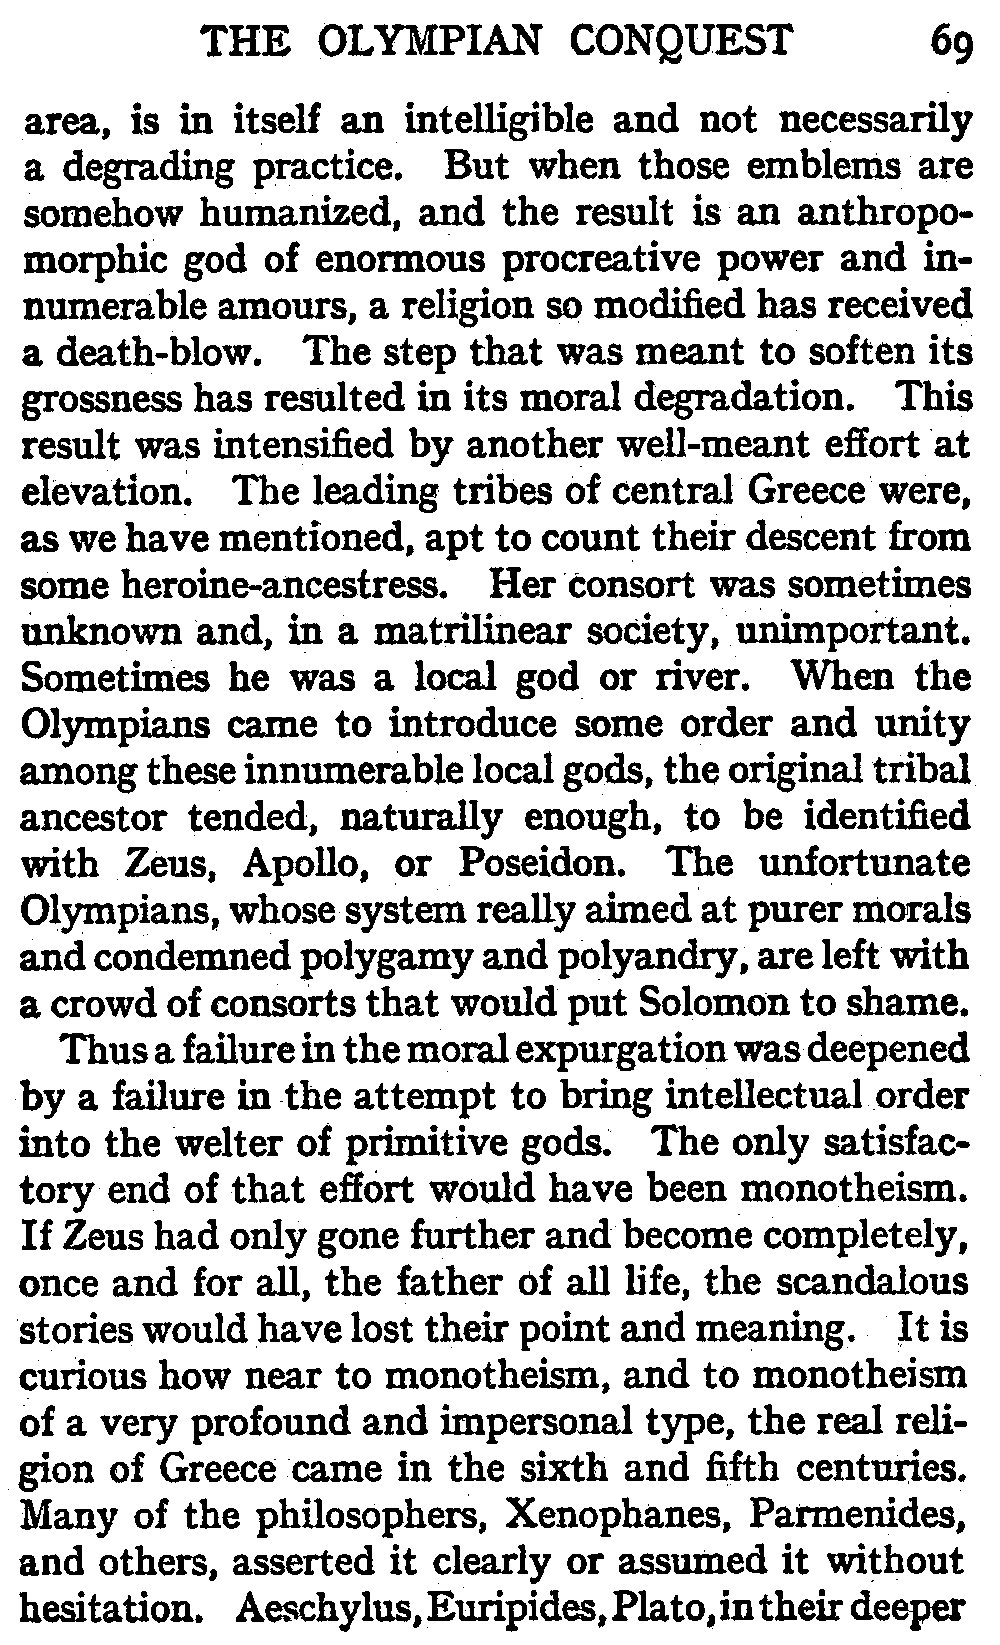 THE OLYMPIAN CONQUEST 69
area, is in itself an intelligible and not necessarily
a degrading practice. But when those emblems are
somehow humanized, and the result is an anthropo-
morphic god of enormous procreative power and in-
numerable amours, a religion so modified has received
a death-blow. The step that was meant to soften its
grossness has resulted in its moral degradation. This
result was intensified by another well-meant effort at
elevation. The leading tribes of central Greece were,
as we have mentioned, apt to count their descent from
some heroine-ancestress. Her consort was sometimes
unknown and, in a matrilinear society, unimportant.
Sometimes he was a local god or river. When the
Olympians came to introduce some order and unity
among these innumerable local gods, the original tribal
ancestor tended, naturally enough, to be identified
with Zeus, Apollo, or Poseidon. The unfortunate
Olympians, whose system really aimed at purer morals
and condemned polygamy and polyandry, are left with
a crowd of consorts that would put Solomon to shame.
Thus a failure in the moral expurgation was deepened
by a failure in the attempt to bring intellectual order
into the welter of primitive gods. The only satisfac-
tory end of that effort would have been monotheism.
If Zeus had only gone further and become completely,
once and for all, the father of all life, the scandalous
stories would have lost their point and meaning. It is
curious how near to monotheism, and to monotheism
of a very profound and impersonal type, the real reli-
gion of Greece came in the sixth and fifth centuries.
Many of the philosophers, Xenophanes, Parmenides,
and others, asserted it clearly or assumed it without
hesitation. Aeschylus, Euripides, Plato, in their deeper